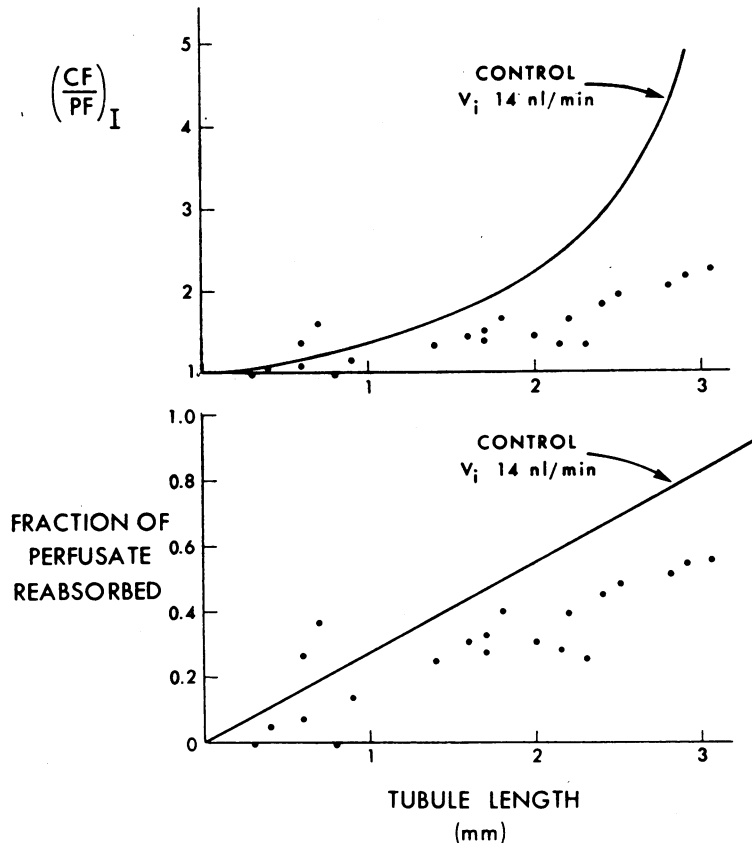 5
(CF/PF)I
CONTROL
Vi 14 nl/min
4
3
2
1
1
2
3
1.0
CONTROL
Vi 14 nl/min
0.8
FRACTION OF
PERFUSATE
REABSORBED
0.6
0.4
0.2
0
1
2
3
TUBULE LENGTH
(mm)